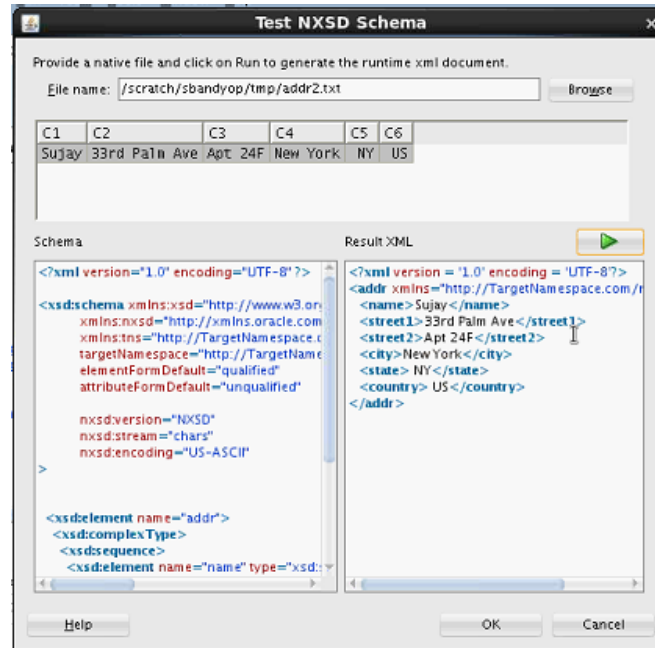 Test NXSD Schema
Provide a native file and click on Run to generate the runtime xml document.
File name: /scratch/sbandyop/tmp/addr2.txt Browse
C1 C2 C3 C4 C5 C6
Sujay 33rd Palm Ave Apt 24F New York NY US
Schema Result XML
<?xml version="1.0" encoding="UTF-8"?>
<xsd:schema xmlns:xsd="http://www.w3.or
xmlns:nxsd="http://xmlns.oracle.com
xmlns:tns="http://TargetNamespace.c
targetNamespace="http://TargetName
elementFormDefault="qualified"
attributeFormDefault="unqualified"
nxsd:version="NXSD"
nxsd:stream="chars"
nxsd:encoding="US-ASCII"
>
<xsd:element name="addr">
<xsd:complexType>
<xsd:sequence>
<xsd:element name="name" type="xsd:
<?xml version = '1.0' encoding = 'UTF-8'?>
<addr xmlns="http://TargetNamespace.com/
<name>Sujay</name>
<street1>33rd Palm Ave</street1>
<street2>Apt 24F</street2>
<city>New York</city>
<state> NY</state>
<country> US</country>
</addr>
Help OK Cancel